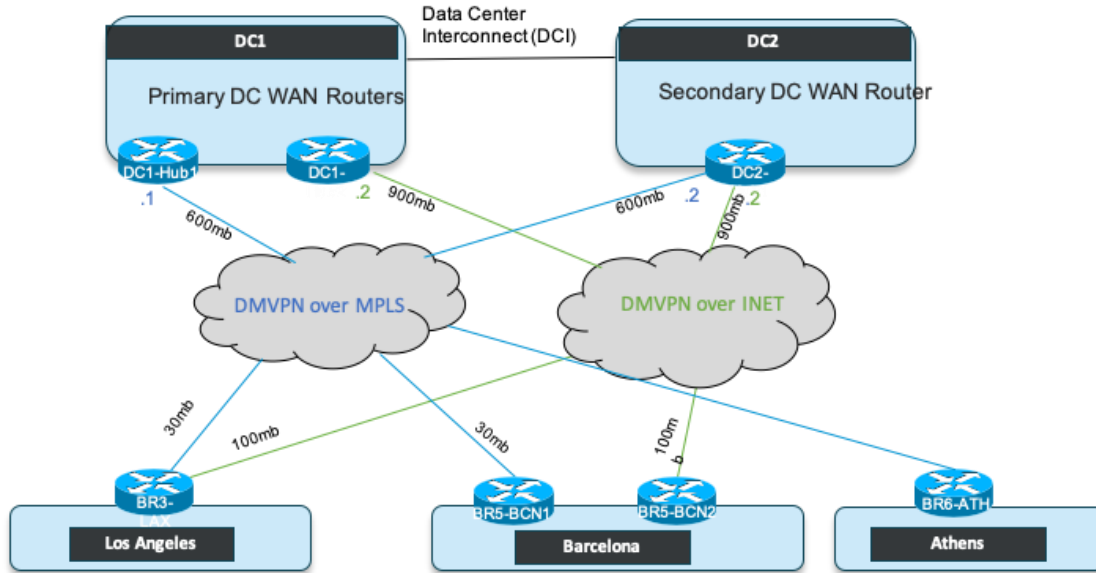 Data Center
Interconnect (DCI)
DC1
DC2
Primary DC WAN Routers
Secondary DC WAN Router
DC1-Hub1
DC1-
DC2-
.1
.2
.2
.2
600mb
900mb
600mb
900mb
DMVPN over MPLS
DMVPN over INET
30mb
100mb
30mb
100m
b
BR3-
LAX
BR5-BCN1
BR5-BCN2
BR6-ATH
Los Angeles
Barcelona
Athens